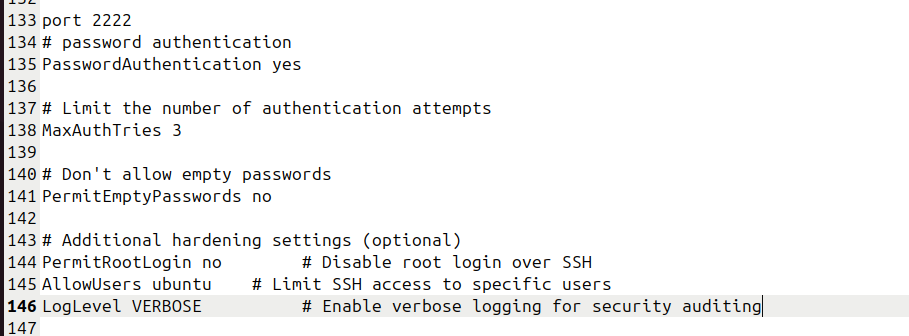 132
133 port 2222
134 # password authentication
135 PasswordAuthentication yes
136
137 # Limit the number of authentication attempts
138 MaxAuthTries 3
139
140 # Don't allow empty passwords
141 PermitEmptyPasswords no
142
143 # Additional hardening settings (optional)
144 PermitRootLogin no        # Disable root login over SSH
145 AllowUsers ubuntu    # Limit SSH access to specific users
146 LogLevel VERBOSE          # Enable verbose logging for security auditing
147